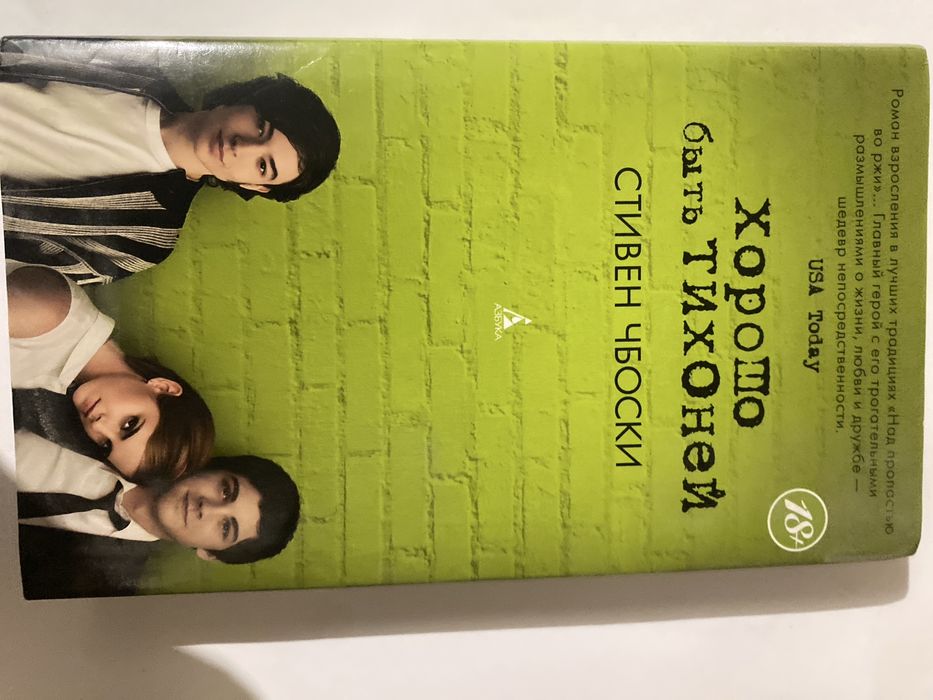 Роман взросления в лучших традициях «Над пропастью
во ржи»... Главный герой с его трогательными
размышлениями о жизни, любви и дружбе —
шедевр непосредственности.
USA Today
18+
хорошо
быть тихоней
СТИВЕН ЧБОСКИ
АЗБУКА